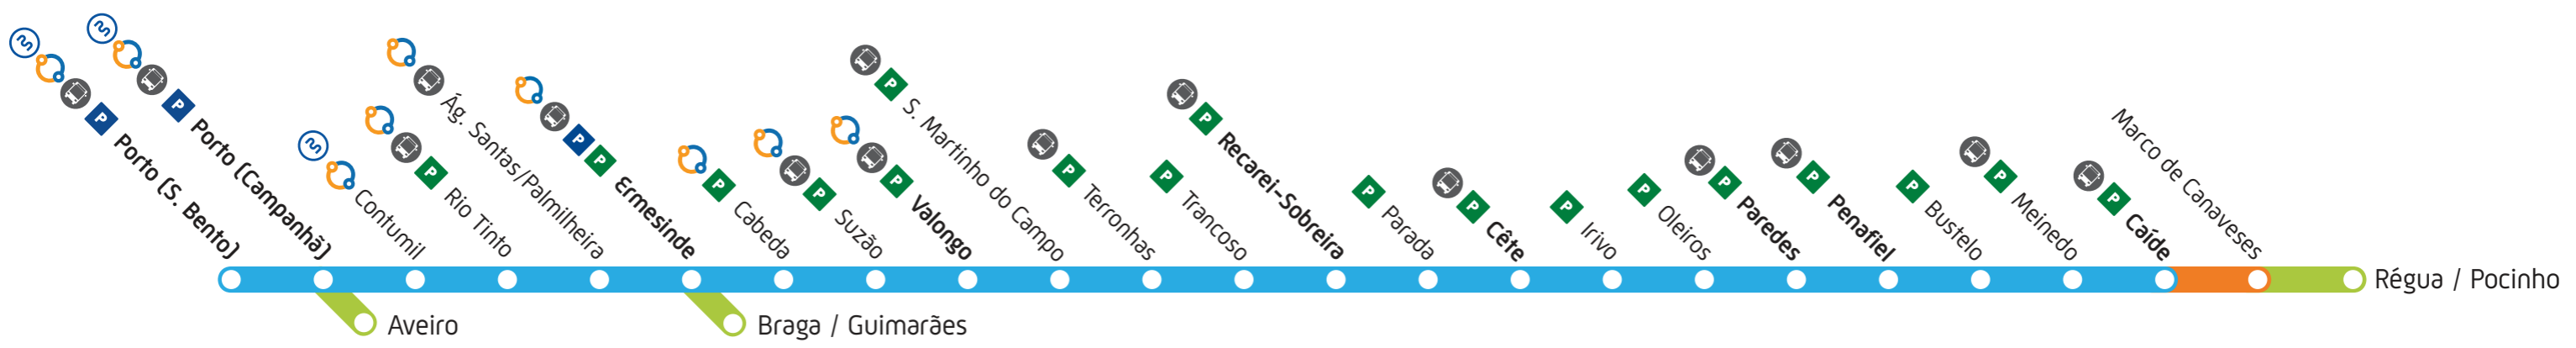 P Porto (S. Bento)
P Porto (Campanhã)
Contumil
P Rio Tinto
Ág. Santas/Palmilheira
P P Ermesinde
P Cabeda
P Suzão
P Valongo
P S. Martinho do Campo
P Terronhas
P Trancoso
P Recarei-Sobreira
P Parada
P Cête
P Irivo
P Oleiros
P Paredes
P Penafiel
P Bustelo
P Meinedo
P Caíde
Marco de Canaveses
Régua / Pocinho
Aveiro
Braga / Guimarães